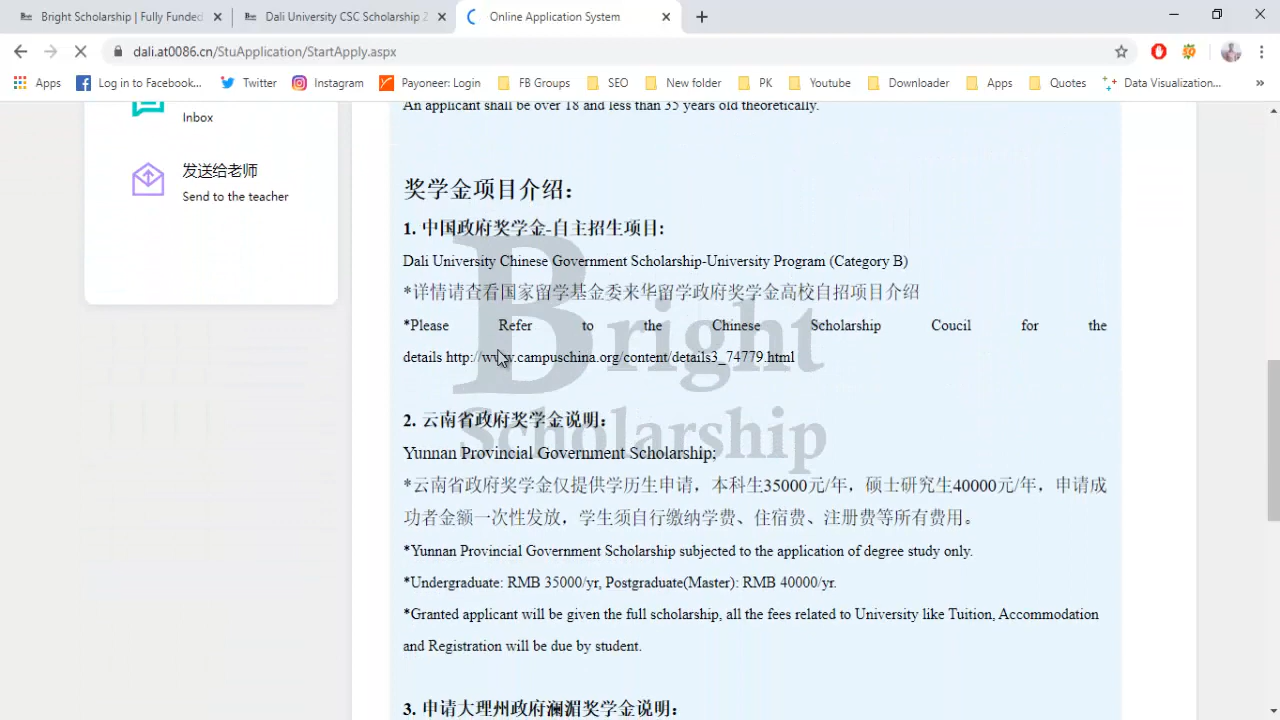 Bright Scholarship | Fully Funded
Dali University CSC Scholarship 2
Online Application System
dali.at0086.cn/StuApplication/StartApply.aspx
Apps
Log in to Facebook...
Twitter
Instagram
Payoneer: Login
FB Groups
SEO
New folder
PK
Youtube
Downloader
Apps
Quotes
Data Visualization...
»
Inbox
发送给老师
Send to the teacher
An applicant shall be over 18 and less than 35 years old theoretically.
奖学金项目介绍：
1. 中国政府奖学金-自主招生项目:
Dali University Chinese Government Scholarship-University Program (Category B)
*详情请查看国家留学基金委来华留学政府奖学金高校自招项目介绍
*Please Refer to the Chinese Scholarship Coucil for the
details http://www.campuschina.org/content/details3_74779.html
Bright
Scholarship
2. 云南省政府奖学金说明：
Yunnan Provincial Government Scholarship;
*云南省政府奖学金仅提供学历生申请，本科生35000元/年，硕士研究生40000元/年，申请成
功者金额一次性发放，学生须自行缴纳学费、住宿费、注册费等所有费用。
*Yunnan Provincial Government Scholarship subjected to the application of degree study only.
*Undergraduate: RMB 35000/yr, Postgraduate(Master): RMB 40000/yr.
*Granted applicant will be given the full scholarship, all the fees related to University like Tuition, Accommodation
and Registration will be due by student.
3. 申请大理州政府澜湄奖学金说明：